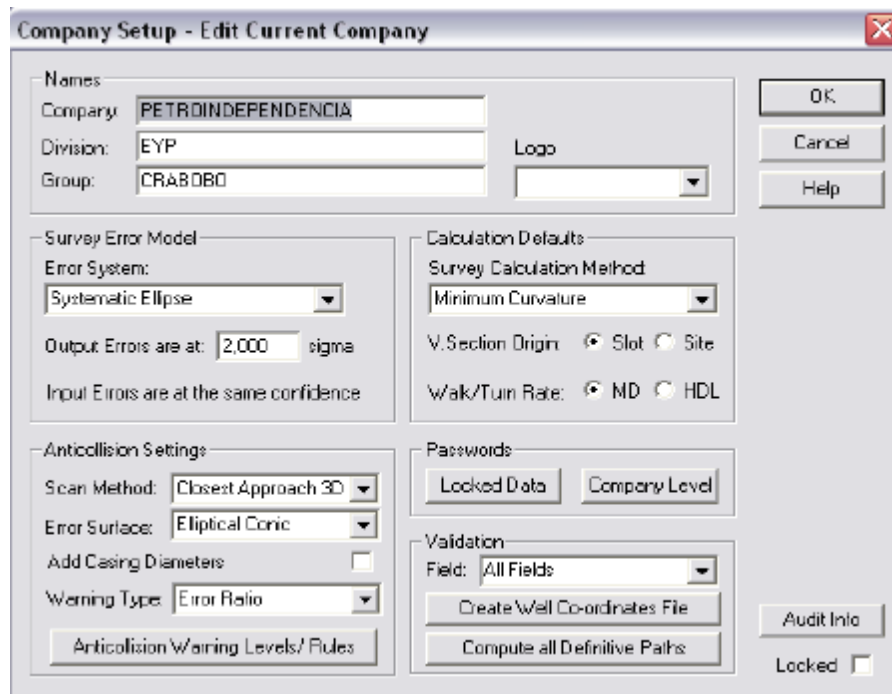 Company Setup - Edit Current Company
Names
Company: PETROINDEPENDENCIA
Division: EYP
Group: CRABOBO
Logo
OK
Cancel
Help
Survey Error Model
Error System:
Systematic Ellipse
Output Errors are at: 2,000 sigma
Input Errors are at the same confidence
Calculation Defaults
Survey Calculation Method:
Minimum Curvature
V.Section Origin: Slot Site
Walk/Turn Rate: MD HDL
Anticollision Settings
Scan Method: Closest Approach 3D
Error Surface: Elliptical Conic
Add Casing Diameters
Warning Type: Error Ratio
Anticollision Warning Levels/ Rules
Passwords
Locked Data Company Level
Validation
Field: All Fields
Create Well Co-ordinates File
Compute all Definitive Paths
Audit Info
Locked